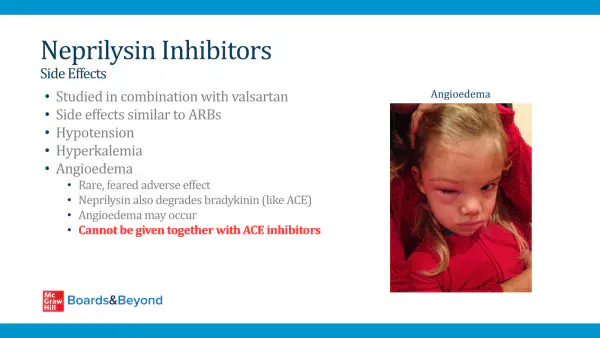 Neprilysin Inhibitors
Side Effects
• Studied in combination with valsartan
• Side effects similar to ARBs
• Hypotension
• Hyperkalemia
• Angioedema
• Rare, feared adverse effect
• Neprilysin also degrades bradykinin (like ACE)
• Angioedema may occur
• Cannot be given together with ACE inhibitors
Angioedema
Mc
Graw
Hill
Boards&Beyond